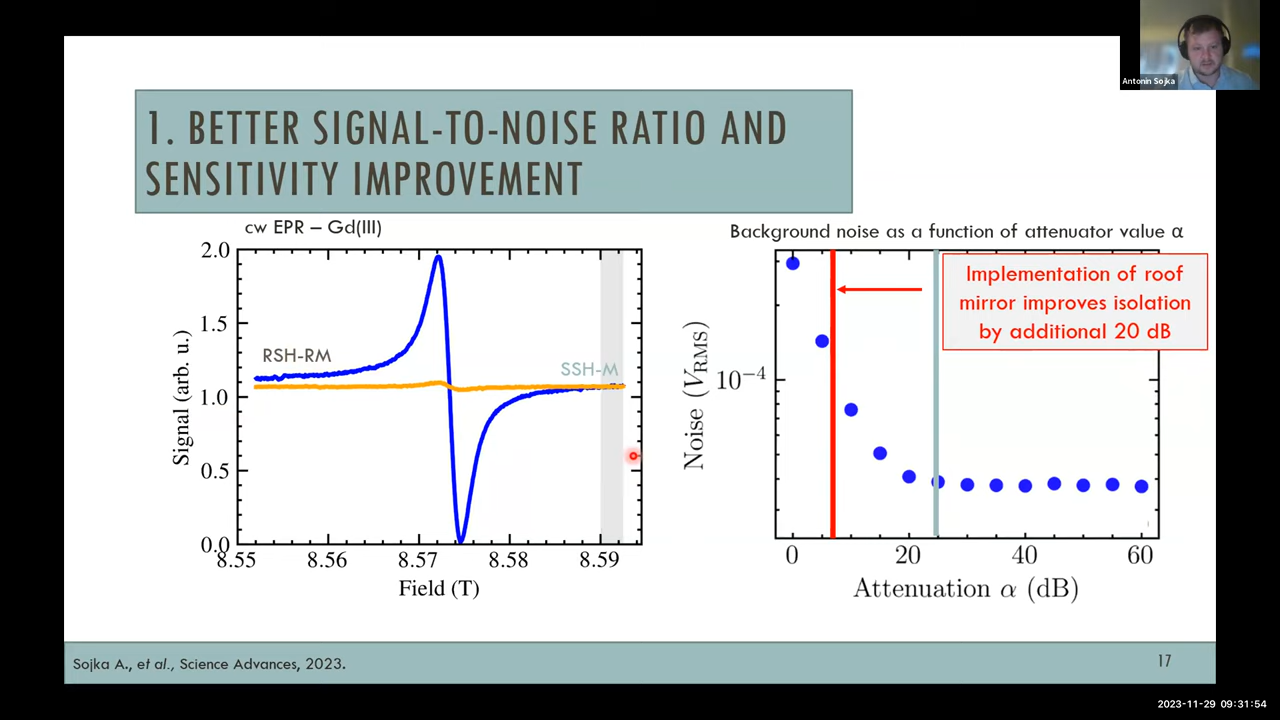 Antonín Sojka
1. BETTER SIGNAL-TO-NOISE RATIO AND
SENSITIVITY IMPROVEMENT
cw EPR – Gd(III)
2.0
1.5
1.0
0.5
0.0
Signal (arb. u.)
RSH-RM
SSH-M
8.55
8.56
8.57
8.58
8.59
Field (T)
Background noise as a function of attenuator value α
Implementation of roof
mirror improves isolation
by additional 20 dB
Noise (V_RMS)
10⁻⁴
0
20
40
60
Attenuation α (dB)
Sojka A., et al., Science Advances, 2023.
17
2023-11-29 09:31:54